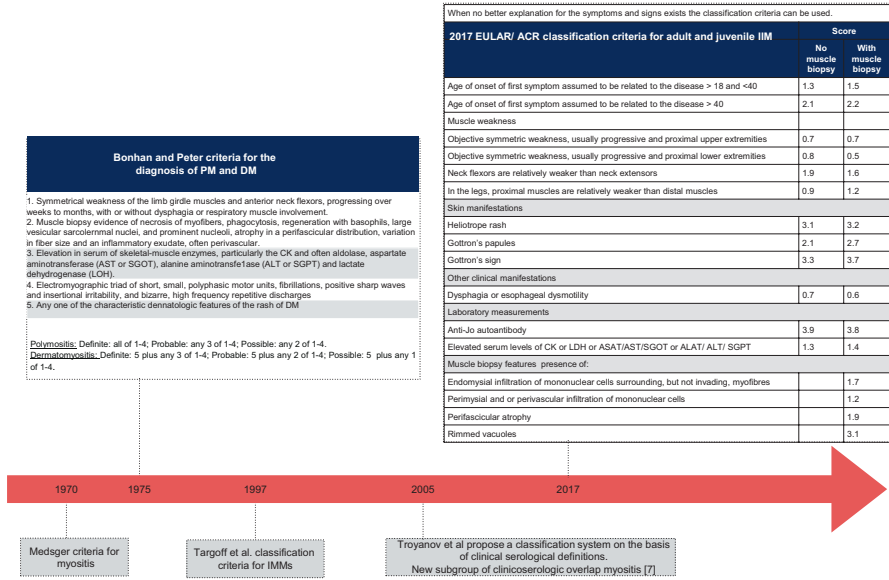 When no better explanation for the symptoms and signs exists the classification criteria can be used.
2017 EULAR/ ACR classification criteria for adult and juvenile IIM
Score
No muscle biopsy
With muscle biopsy
Age of onset of first symptom assumed to be related to the disease > 18 and <40 1.3 1.5
Age of onset of first symptom assumed to be related to the disease > 40 2.1 2.2
Muscle weakness
Objective symmetric weakness, usually progressive and proximal upper extremities 0.7 0.7
Objective symmetric weakness, usually progressive and proximal lower extremities 0.8 0.5
Neck flexors are relatively weaker than neck extensors 1.9 1.6
In the legs, proximal muscles are relatively weaker than distal muscles 0.9 1.2
Skin manifestations
Heliotrope rash 3.1 3.2
Gottron's papules 2.1 2.7
Gottron's sign 3.3 3.7
Other clinical manifestations
Dysphagia or esophageal dysmotility 0.7 0.6
Laboratory measurements
Anti-Jo autoantibody 3.9 3.8
Elevated serum levels of CK or LDH or ASAT/AST/SGOT or ALAT/ ALT/ SGPT 1.3 1.4
Muscle biopsy features presence of:
Endomysial infiltration of mononuclear cells surrounding, but not invading, myofibres 1.7
Perimysial and or perivascular infiltration of mononuclear cells 1.2
Perifascicular atrophy 1.9
Rimmed vacuoles 3.1
Bonhan and Peter criteria for the
diagnosis of PM and DM
1. Symmetrical weakness of the limb girdle muscles and anterior neck flexors, progressing over
weeks to months, with or without dysphagia or respiratory muscle involvement.
2. Muscle biopsy evidence of necrosis of myofibers, phagocytosis, regeneration with basophils, large
vesicular sarcolernmal nuclei, and prominent nucleoli, atrophy in a perifascicular distribution, variation
in fiber size and an inflammatory exudate, often perivascular.
3. Elevation in serum of skeletal-muscle enzymes, particularly the CK and often aldolase, aspartate
aminotransferase (AST or SGOT), alanine aminotransfe1ase (ALT or SGPT) and lactate
dehydrogenase (LOH).
4. Electromyographic triad of short, small, polyphasic motor units, fibrillations, positive sharp waves
and insertional irritability, and bizarre, high frequency repetitive discharges
5. Any one of the characteristic dennatologic features of the rash of DM
Polymositis: Definite: all of 1-4; Probable: any 3 of 1-4; Possible: any 2 of 1-4.
Dermatomyositis: Definite: 5 plus any 3 of 1-4; Probable: 5 plus any 2 of 1-4; Possible: 5 plus any 1
of 1-4.
1970 1975 1997 2005 2017
Medsger criteria for
myositis
Targoff et al. classification
criteria for IMMs
Troyanov et al propose a classification system on the basis
of clinical serological definitions.
New subgroup of clinicoserologic overlap myositis [7]